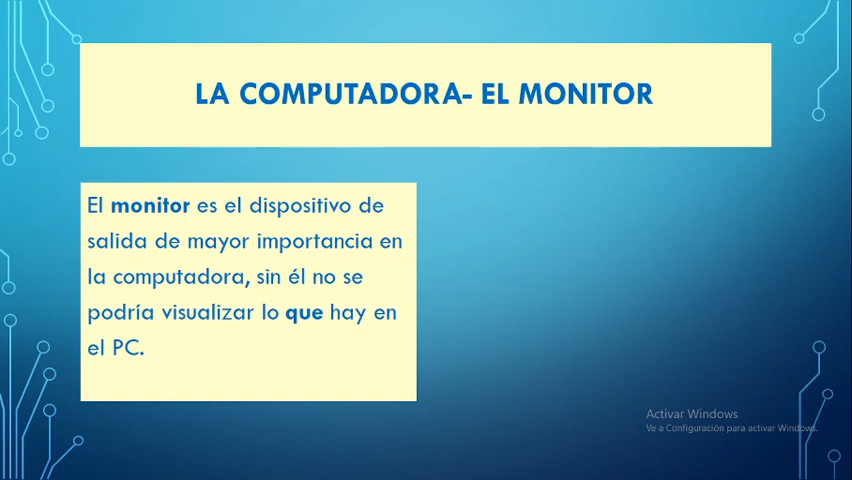 LA COMPUTADORA- EL MONITOR
El monitor es el dispositivo de
salida de mayor importancia en
la computadora, sin él no se
podría visualizar lo que hay en
el PC.
Activar Windows
Ve a Configuración para activar Windows.